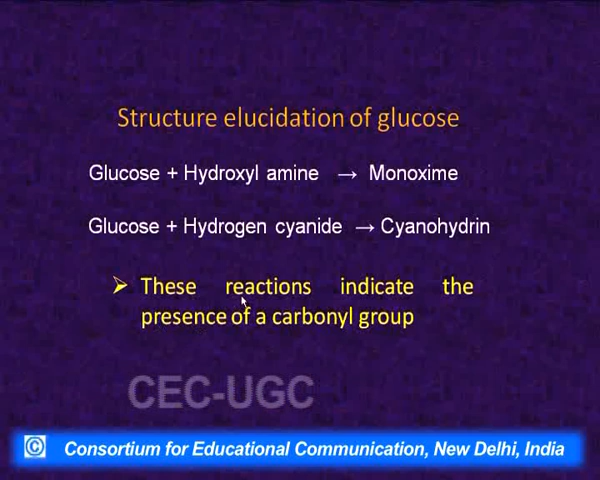 Structure elucidation of glucose
Glucose + Hydroxyl amine → Monoxime
Glucose + Hydrogen cyanide → Cyanohydrin
➢ These reactions indicate the
presence of a carbonyl group
CEC-UGC
© Consortium for Educational Communication, New Delhi, India